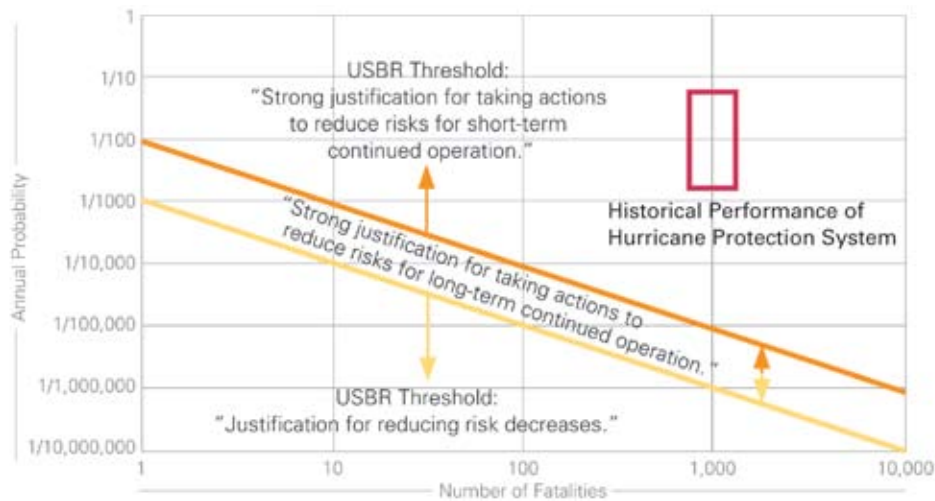 1
1/10
1/100
1/1000
1/10,000
1/100,000
1/1,000,000
1/10,000,000
Annual Probability
USBR Threshold:
"Strong justification for taking actions
to reduce risks for short-term
continued operation."
Historical Performance of
Hurricane Protection System
"Strong justification for taking actions to
reduce risks for long-term continued operation."
USBR Threshold:
"Justification for reducing risk decreases."
1
10
100
1,000
10,000
Number of Fatalities